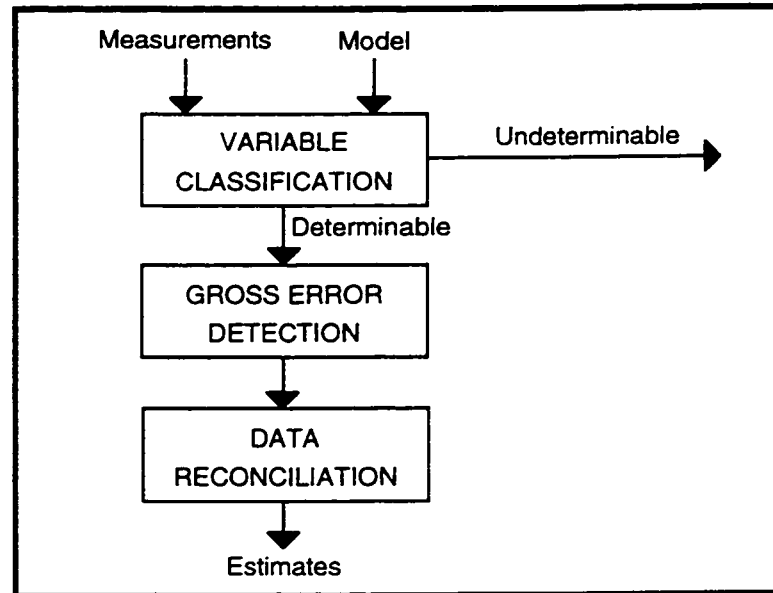 Measurements Model
VARIABLE
CLASSIFICATION
Undeterminable
Determinable
GROSS ERROR
DETECTION
DATA
RECONCILIATION
Estimates